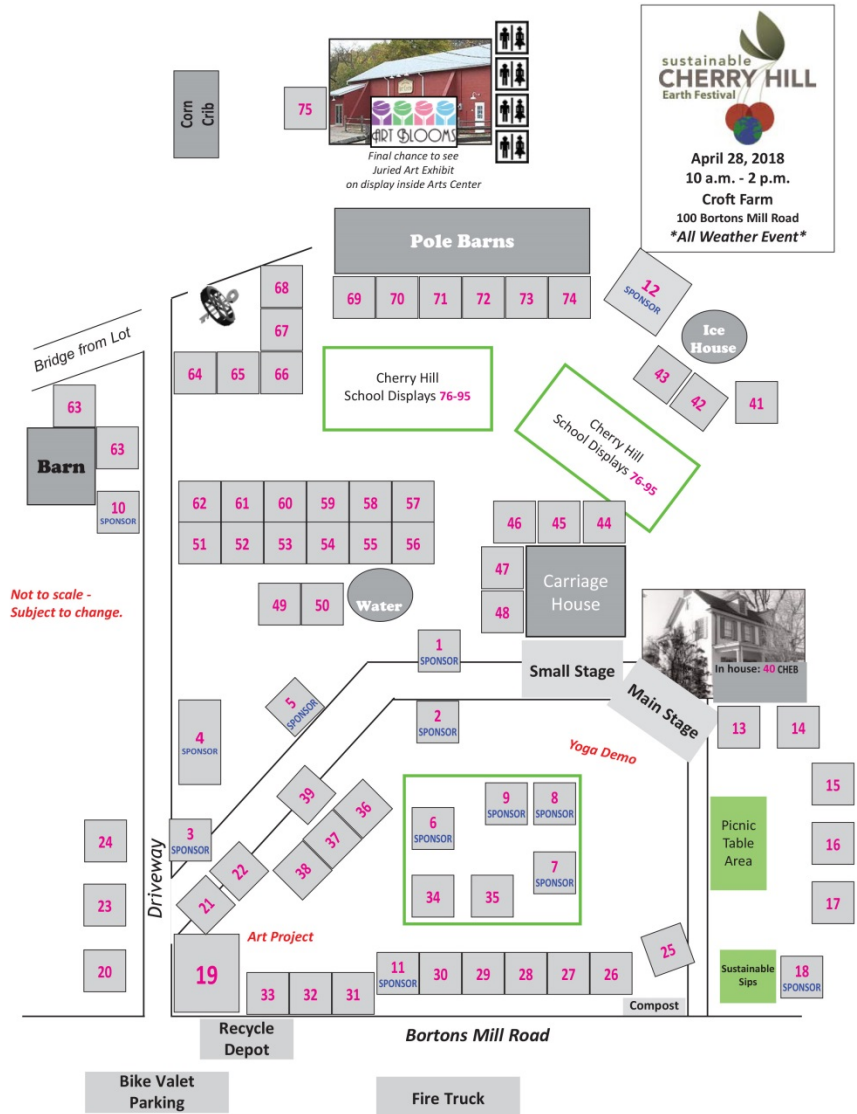 sustainable
CHERRY HILL
Earth Festival
April 28, 2018
10 a.m. - 2 p.m.
Croft Farm
100 Bortons Mill Road
*All Weather Event*
Corn
Crib
75
ART BLOOMS
Final chance to see
Juried Art Exhibit
on display inside Arts Center
Pole Barns
68
69 70 71 72 73 74
12
SPONSOR
67
Ice
House
Bridge from Lot
64 65 66
Cherry Hill
School Displays 76-95
43
42
41
63
63
Barn
Cherry Hill
School Displays 76-95
10
SPONSOR
62 61 60 59 58 57
51 52 53 54 55 56
46 45 44
47
48
Carriage
House
Not to scale -
Subject to change.
49 50
Water
1
SPONSOR
Small Stage
Main Stage
In house: 40 CHEB
5
SPONSOR
4
SPONSOR
2
SPONSOR
13 14
Yoga Demo
15
39
36
37
38
9
SPONSOR
8
SPONSOR
6
SPONSOR
7
SPONSOR
34 35
Picnic
Table
Area
16
17
24
3
SPONSOR
22
21
Driveway
23
20
Art Project
19
33 32 31
11
SPONSOR
30 29 28 27 26
25
Sustainable
Sips
18
SPONSOR
Compost
Recycle
Depot
Bortons Mill Road
Bike Valet
Parking
Fire Truck